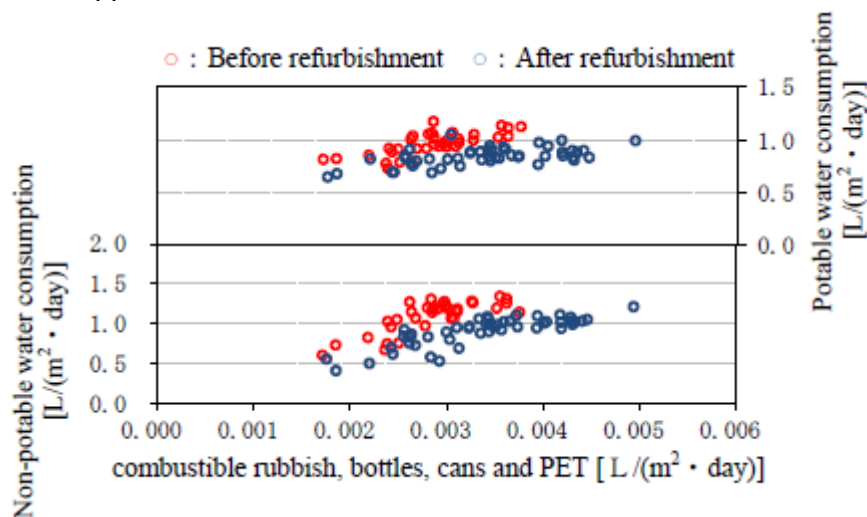 ○ : Before refurbishment ○ : After refurbishment
1.5
1.0
0.5
0.0
Potable water consumption
[L/(m²・day)]
2.0
1.5
1.0
0.5
0.0
Non-potable water consumption
[L/(m²・day)]
0.000 0.001 0.002 0.003 0.004 0.005 0.006
combustible rubbish, bottles, cans and PET [ L /(m²・day)]